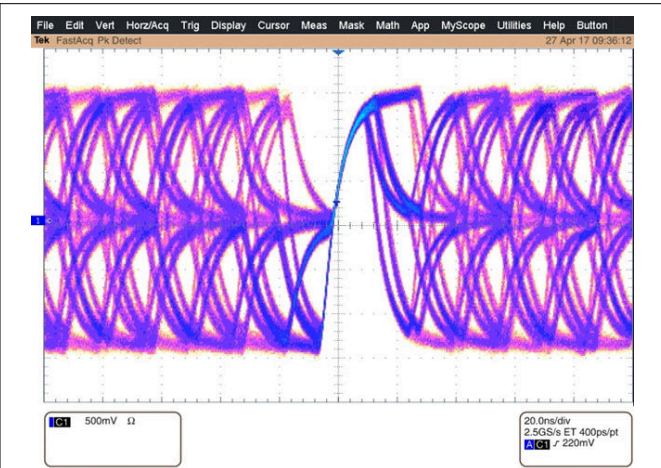 File Edit Vert Horz/Acq Trig Display Cursor Meas Mask Math App MyScope Utilities Help Button
Tek FastAcq Pk Detect 27 Apr 17 09:36:12
1
C1 500mV Ω
20.0ns/div
2.5GS/s ET 400ps/pt
A C1 220mV